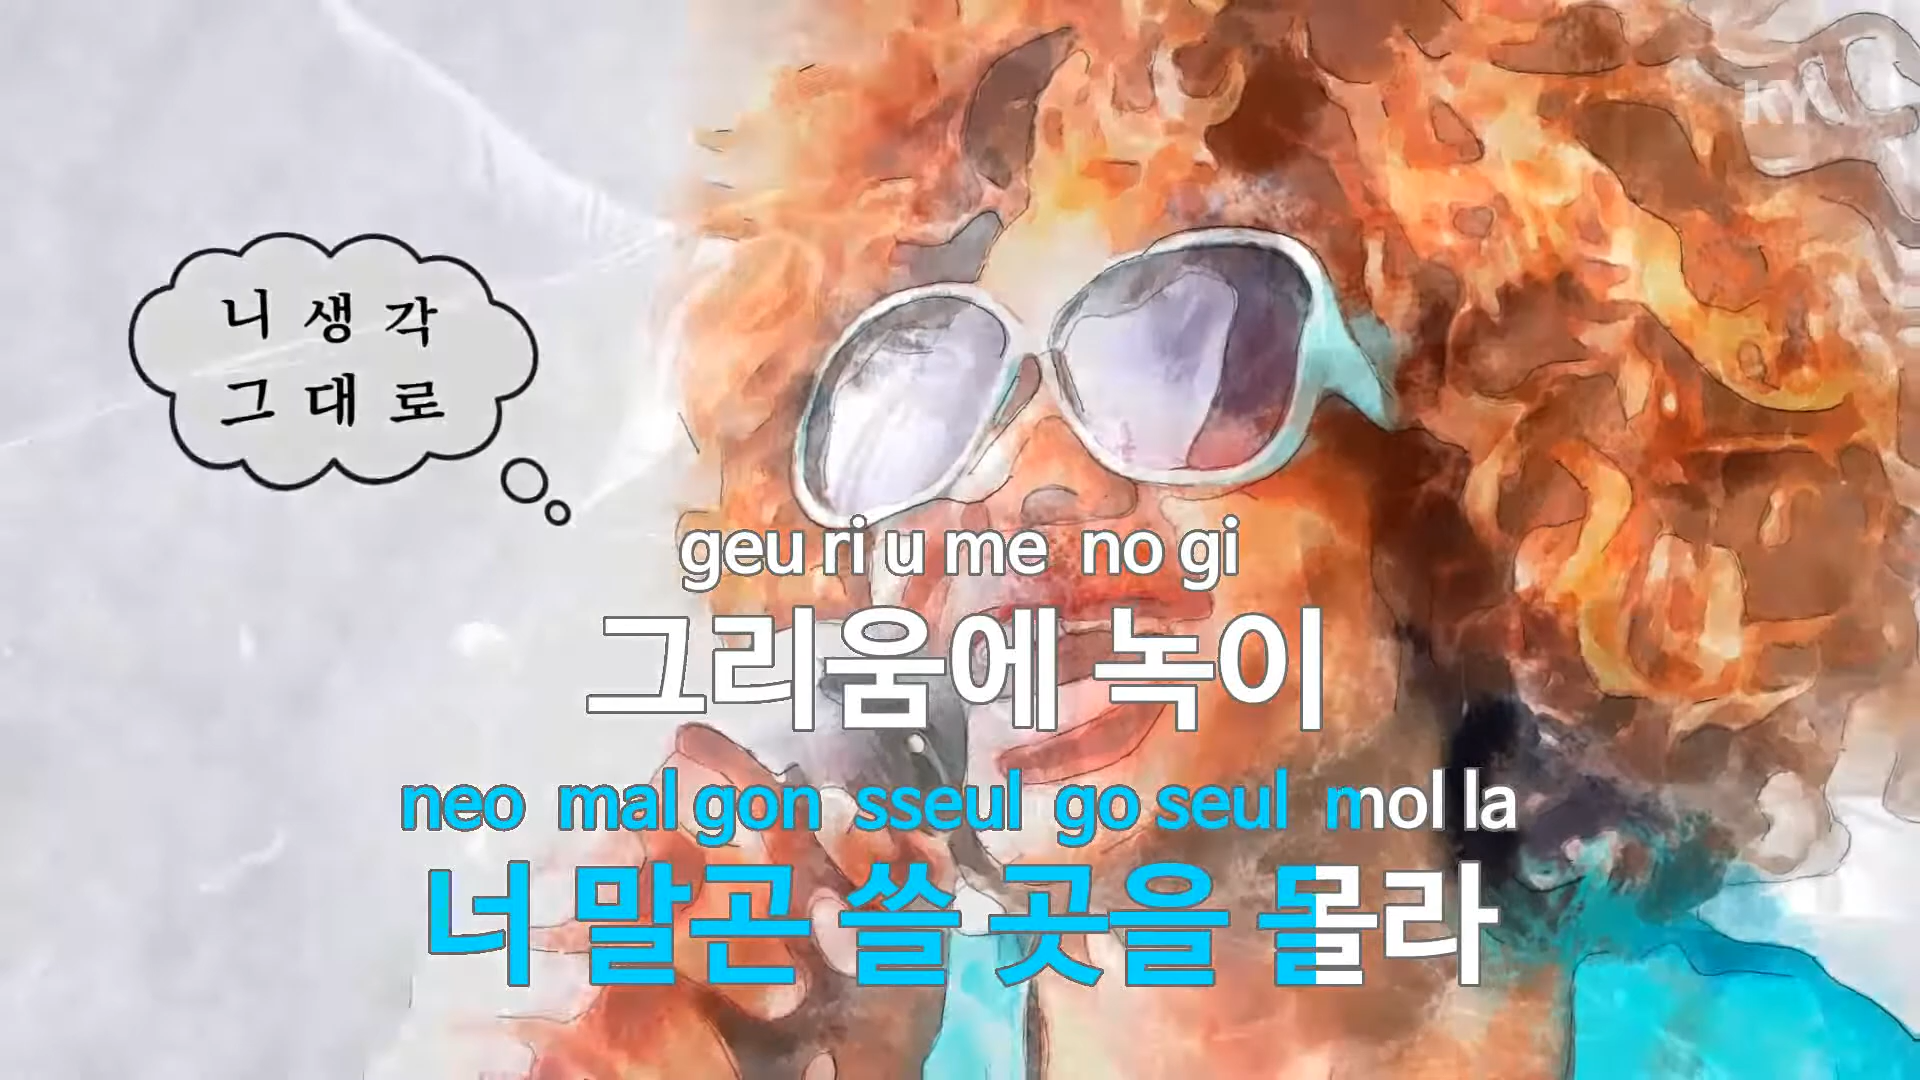 KY
니 생 각
그 대 로
geu ri u me no gi
그리움에 녹이
neo mal gon sseul go seul mol la
너 말곤 쓸 곳을 몰라